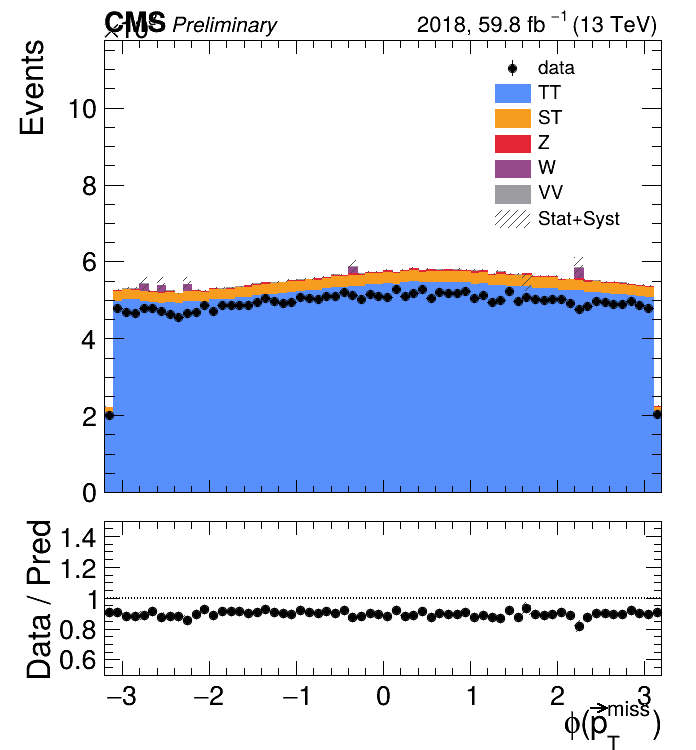 CMS Preliminary 2018, 59.8 fb⁻¹ (13 TeV)
Events
data
TT
ST
Z
W
VV
Stat+Syst
10
8
6
4
2
0
Data / Pred
1.4
1.2
1
0.8
0.6
−3 −2 −1 0 1 2 3
ϕ(p⃗ᵀᵐⁱˢˢ)